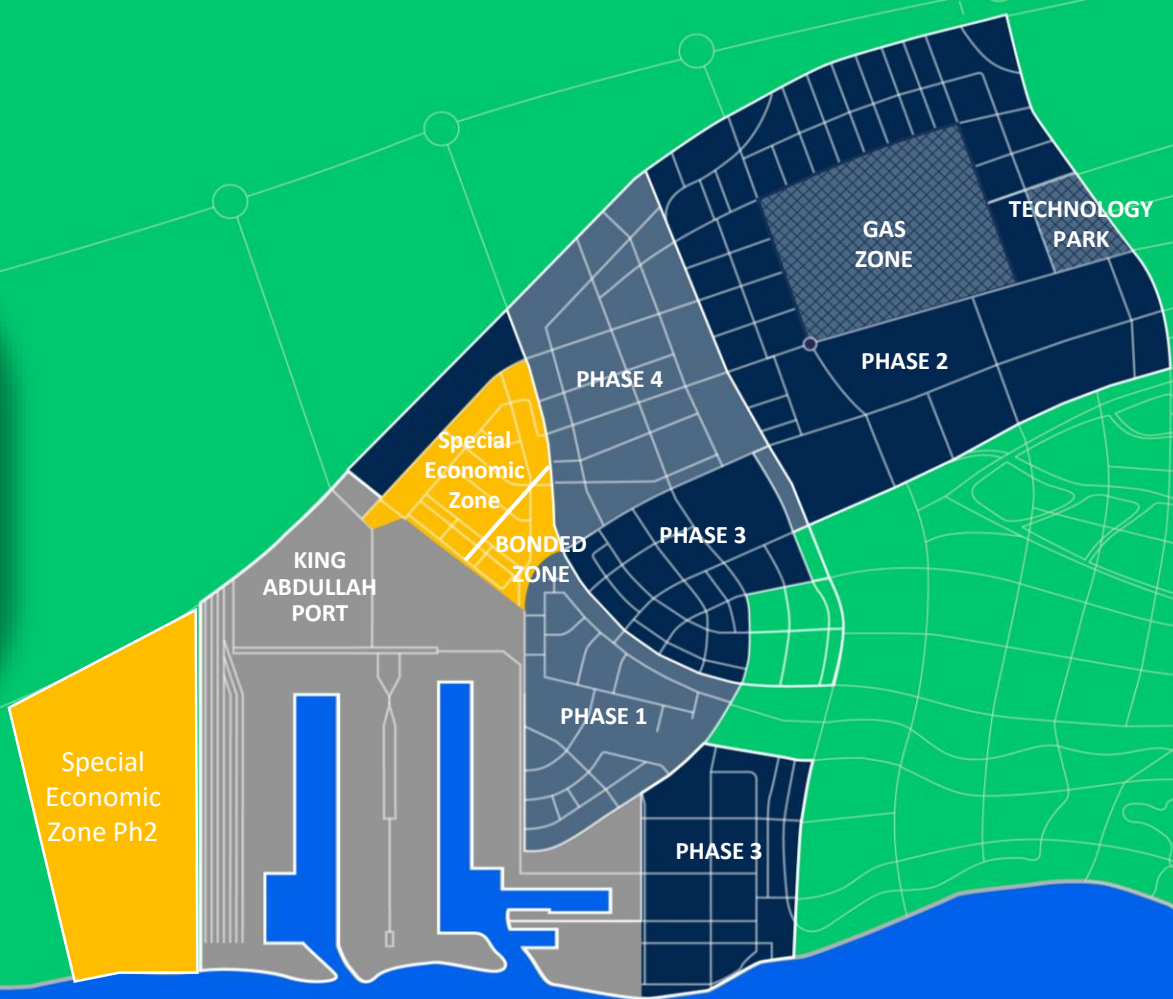 GAS
ZONE
TECHNOLOGY
PARK
PHASE 2
PHASE 4
Special
Economic
Zone
PHASE 3
BONDED
ZONE
KING
ABDULLAH
PORT
PHASE 1
Special
Economic
Zone Ph2
PHASE 3